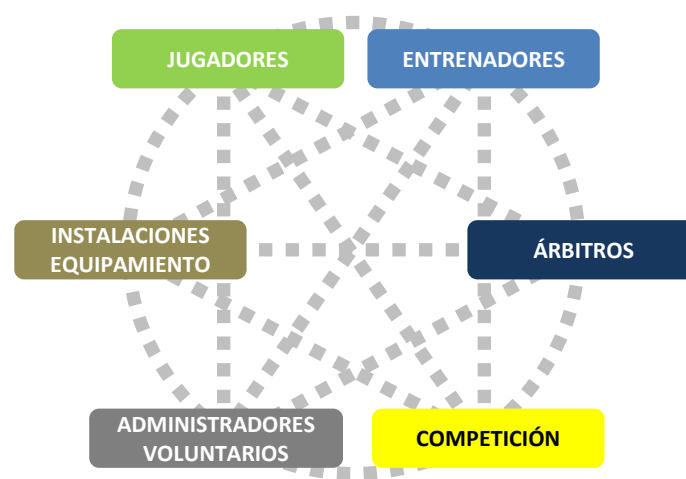 JUGADORES
ENTRENADORES
INSTALACIONES
EQUIPAMIENTO
ÁRBITROS
ADMINISTRADORES
VOLUNTARIOS
COMPETICIÓN